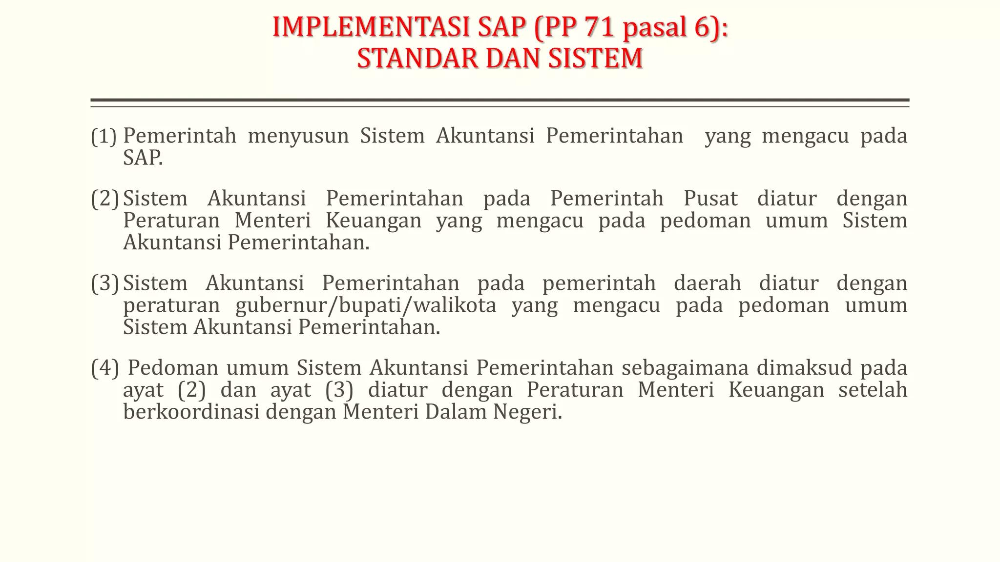 IMPLEMENTASI SAP (PP 71 pasal 6):
STANDAR DAN SISTEM
(1) Pemerintah menyusun Sistem Akuntansi Pemerintahan yang mengacu pada
SAP.
(2) Sistem Akuntansi Pemerintahan pada Pemerintah Pusat diatur dengan
Peraturan Menteri Keuangan yang mengacu pada pedoman umum Sistem
Akuntansi Pemerintahan.
(3) Sistem Akuntansi Pemerintahan pada pemerintah daerah diatur dengan
peraturan gubernur/bupati/walikota yang mengacu pada pedoman umum
Sistem Akuntansi Pemerintahan.
(4) Pedoman umum Sistem Akuntansi Pemerintahan sebagaimana dimaksud pada
ayat (2) dan ayat (3) diatur dengan Peraturan Menteri Keuangan setelah
berkoordinasi dengan Menteri Dalam Negeri.